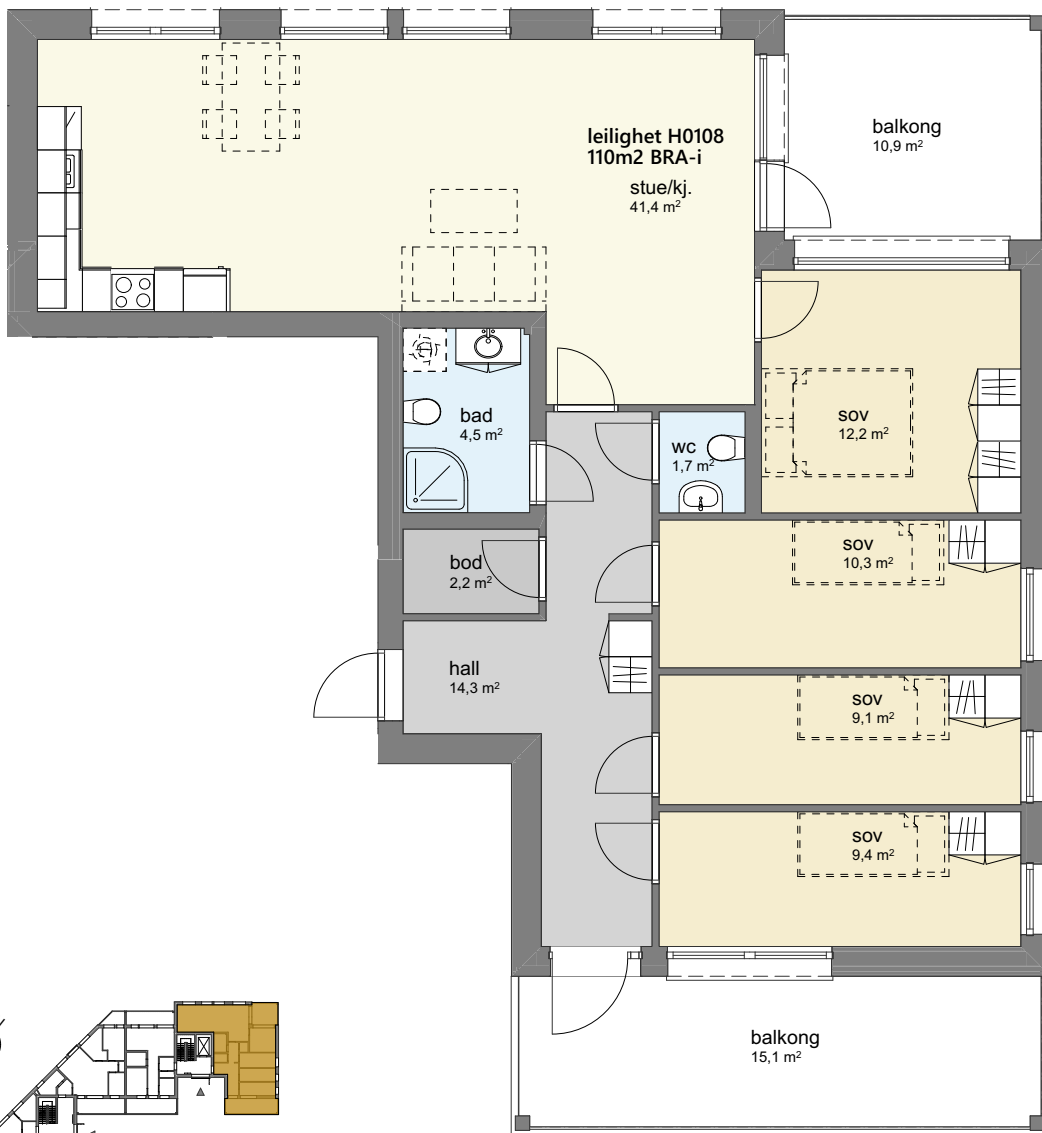 leilighet H0108
110m2 BRA-i
stue/kj.
41,4 m²
balkong
10,9 m²
bad
4,5 m²
wc
1,7 m²
sov
12,2 m²
sov
10,3 m²
bod
2,2 m²
hall
14,3 m²
sov
9,1 m²
sov
9,4 m²
balkong
15,1 m²